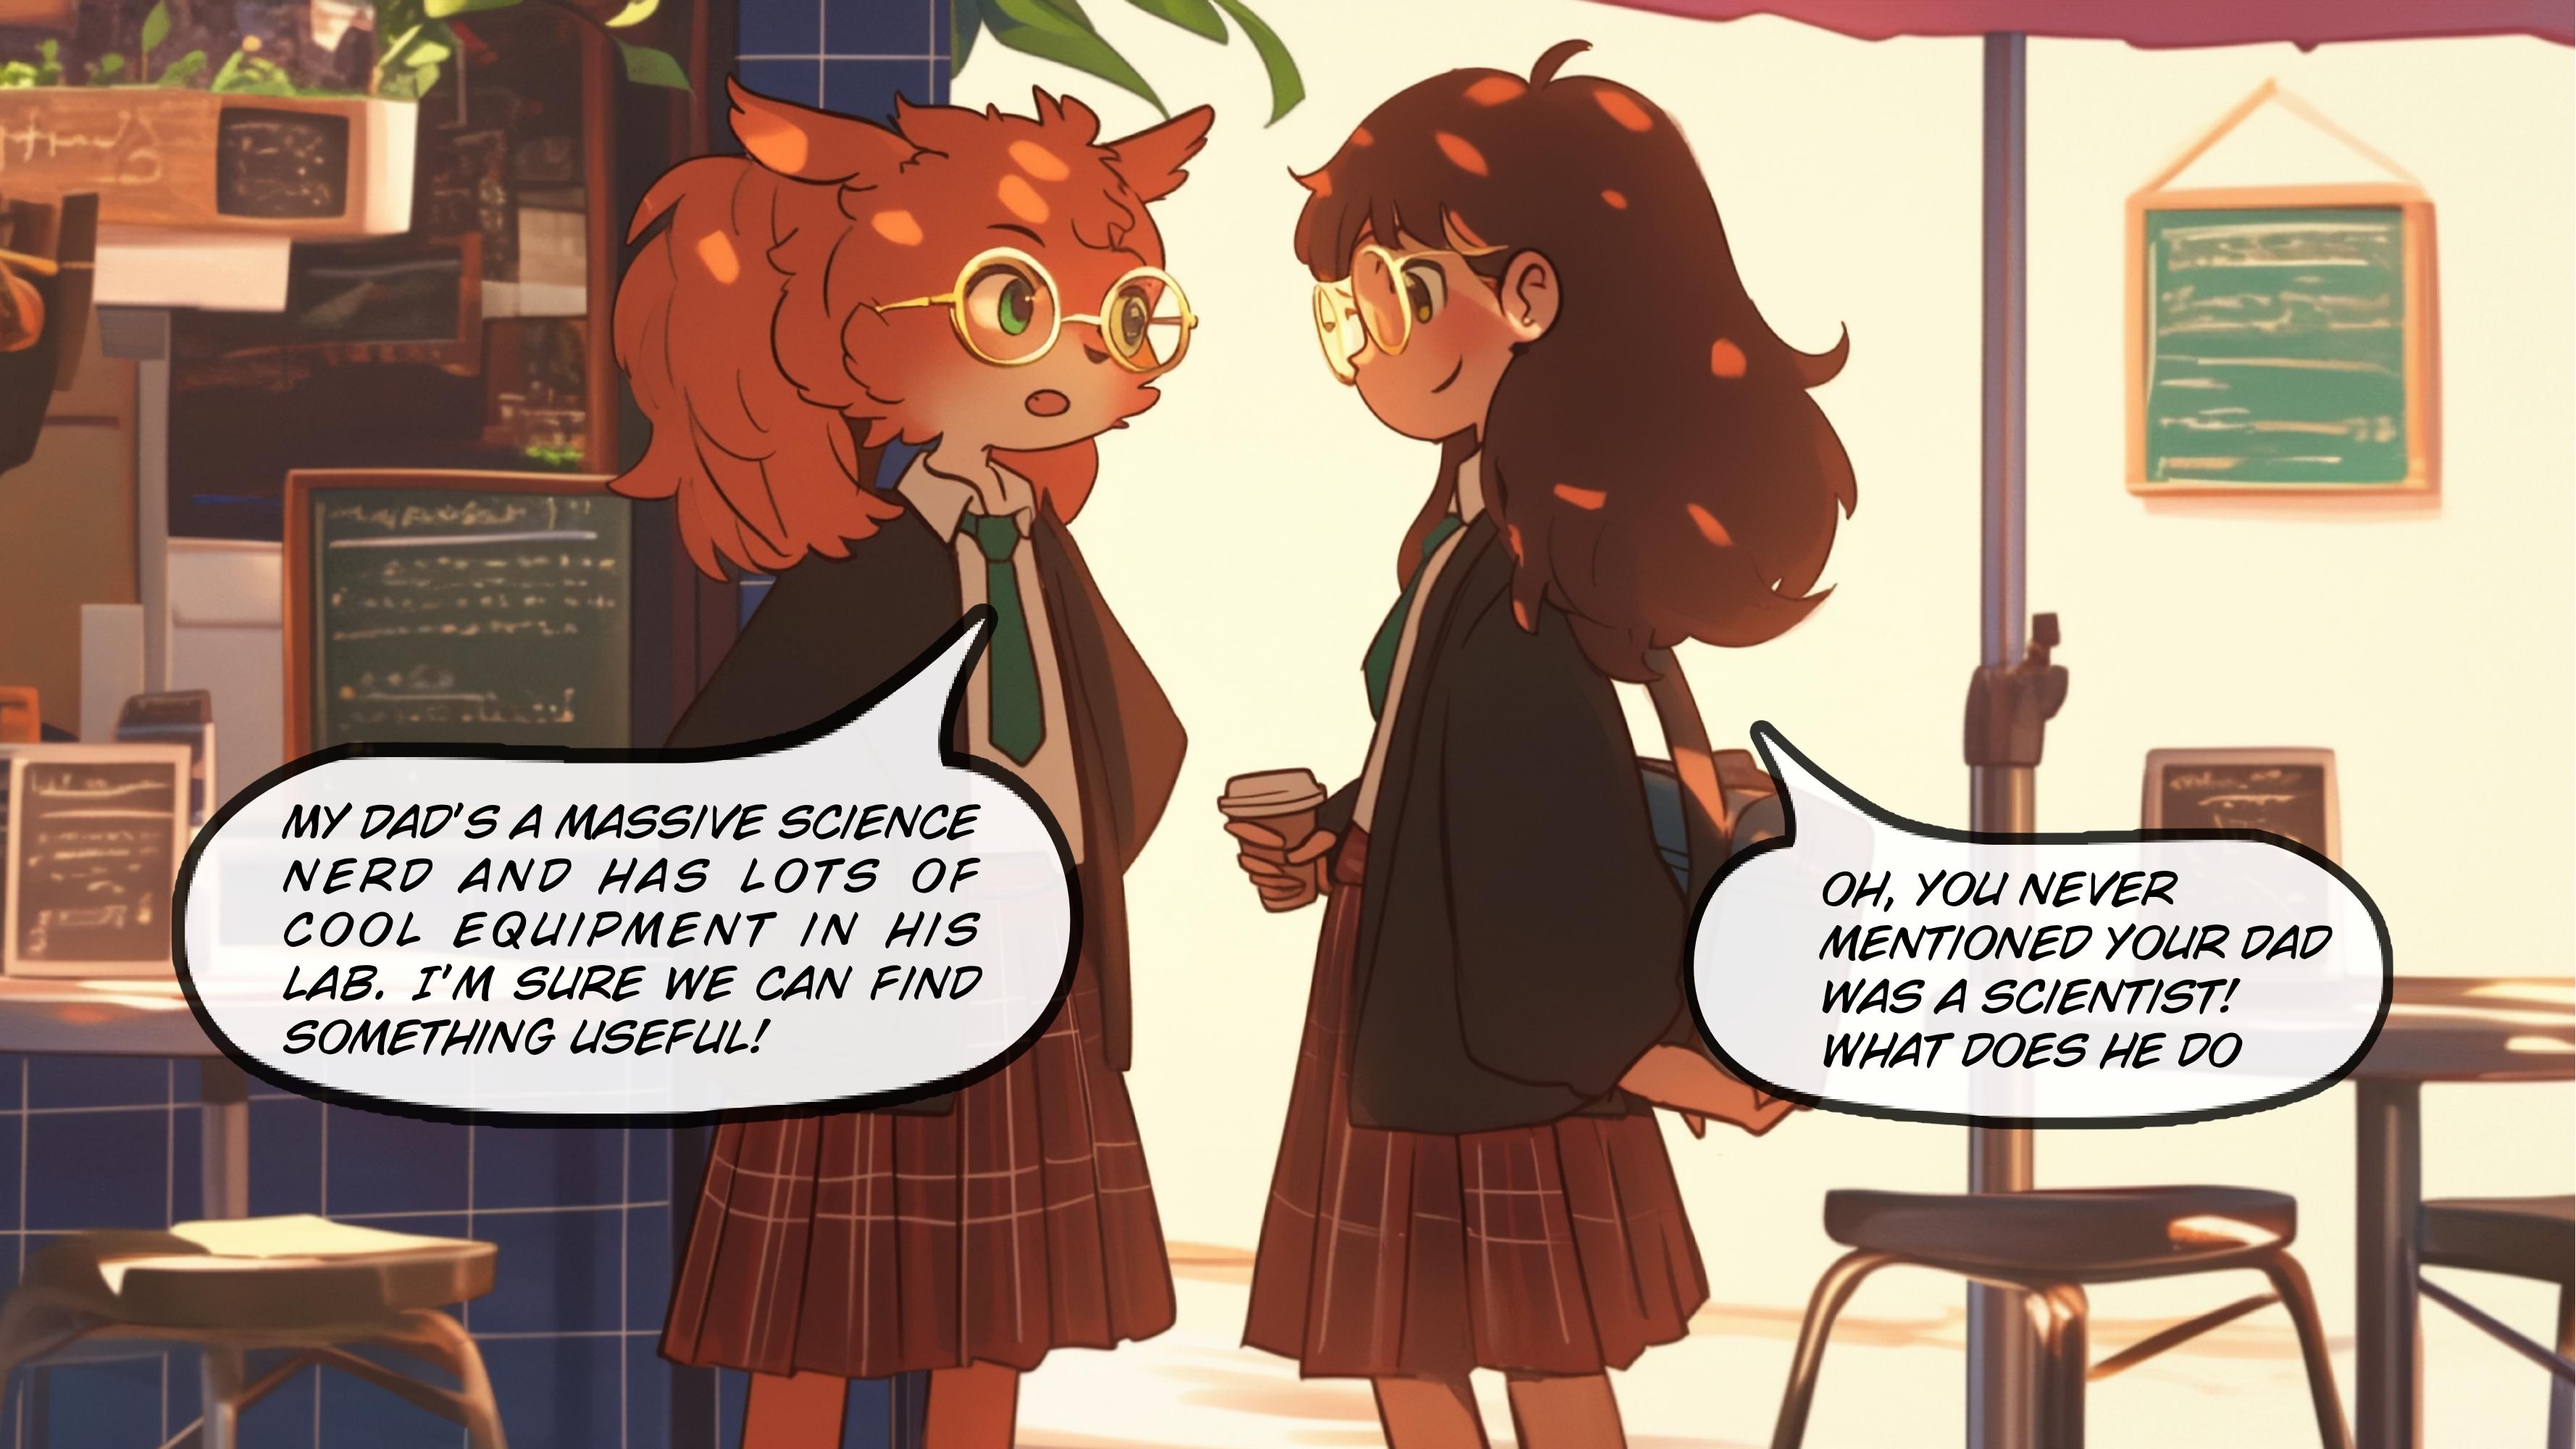 MY DAD'S A MASSIVE SCIENCE
NERD AND HAS LOTS OF
COOL EQUIPMENT IN HIS
LAB. I'M SURE WE CAN FIND
SOMETHING USEFUL!
OH, YOU NEVER
MENTIONED YOUR DAD
WAS A SCIENTIST!
WHAT DOES HE DO